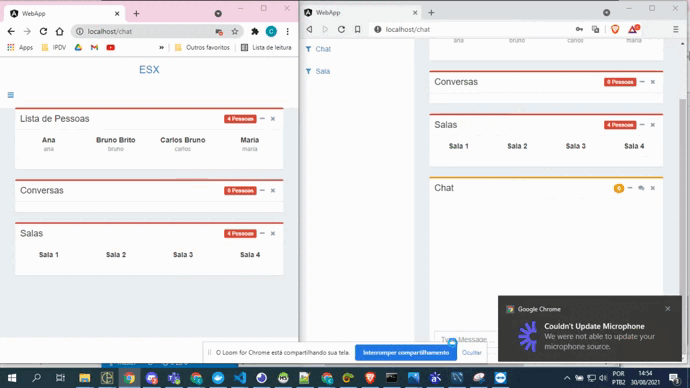 WebApp
localhost/chat
Apps
IPDV
Outros favoritos
Lista de leitura
ESX
Lista de Pessoas
4 Pessoas
Ana
Bruno Brito
Carlos Bruno
Maria
ana
bruno
carlos
maria
Conversas
Salas
4 Pessoas
Sala 1
Sala 2
Sala 3
Sala 4
WebApp
localhost/chat
Chat
Sala
ana
bruno
carlos
maria
Conversas
0 Pessoas
Salas
4 Pessoas
Sala 1
Sala 2
Sala 3
Sala 4
Chat
Type Message
Google Chrome
Couldn't Update Microphone
We were not able to update your
microphone source.
O Loom for Chrome está compartilhando sua tela.
Interromper compartilhamento
Ocultar
POR
PTB2
14:54
30/08/2021